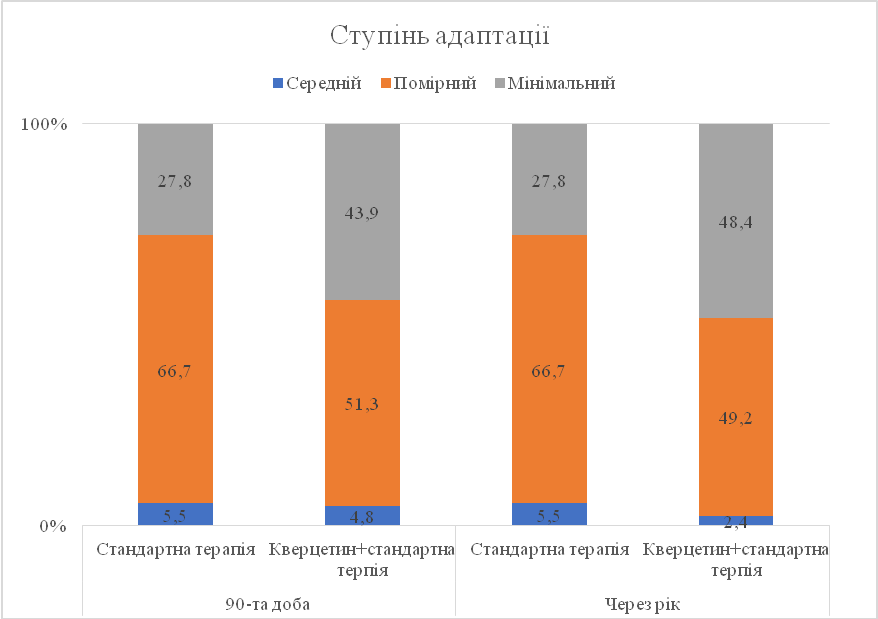 Ступінь адаптації
Середній Помірний Мінімальний
100%
27,8 43,9 27,8 48,4
66,7 51,3 66,7 49,2
5,5 4,8 5,5 2,4
0%
Стандартна терапія Кверцетин+стандартна Стандартна терапія Кверцетин+стандартна
терпія терпія
90-та доба Через рік